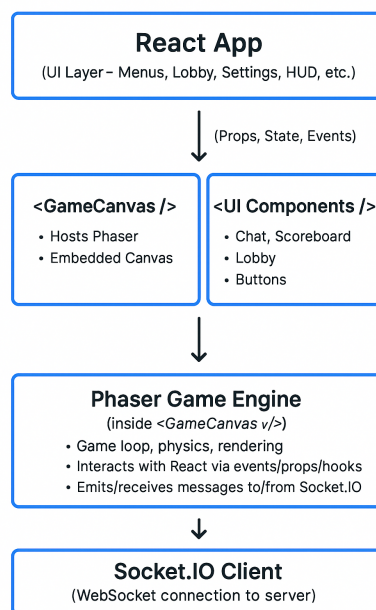 React App
(UI Layer – Menus, Lobby, Settings, HUD, etc.)
(Props, State, Events)
<GameCanvas />
• Hosts Phaser
• Embedded Canvas
<UI Components />
• Chat, Scoreboard
• Lobby
• Buttons
Phaser Game Engine
(inside <GameCanvas v/>)
• Game loop, physics, rendering
• Interacts with React via events/props/hooks
• Emits/receives messages to/from Socket.IO
Socket.IO Client
(WebSocket connection to server)